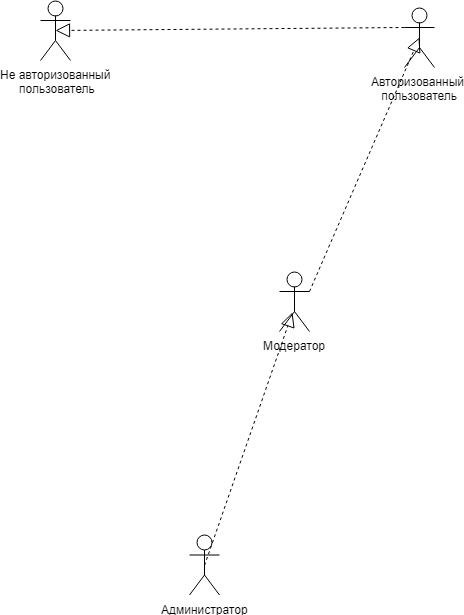 Не авторизованный
пользователь
Авторизованный
пользователь
Модератор
Администратор